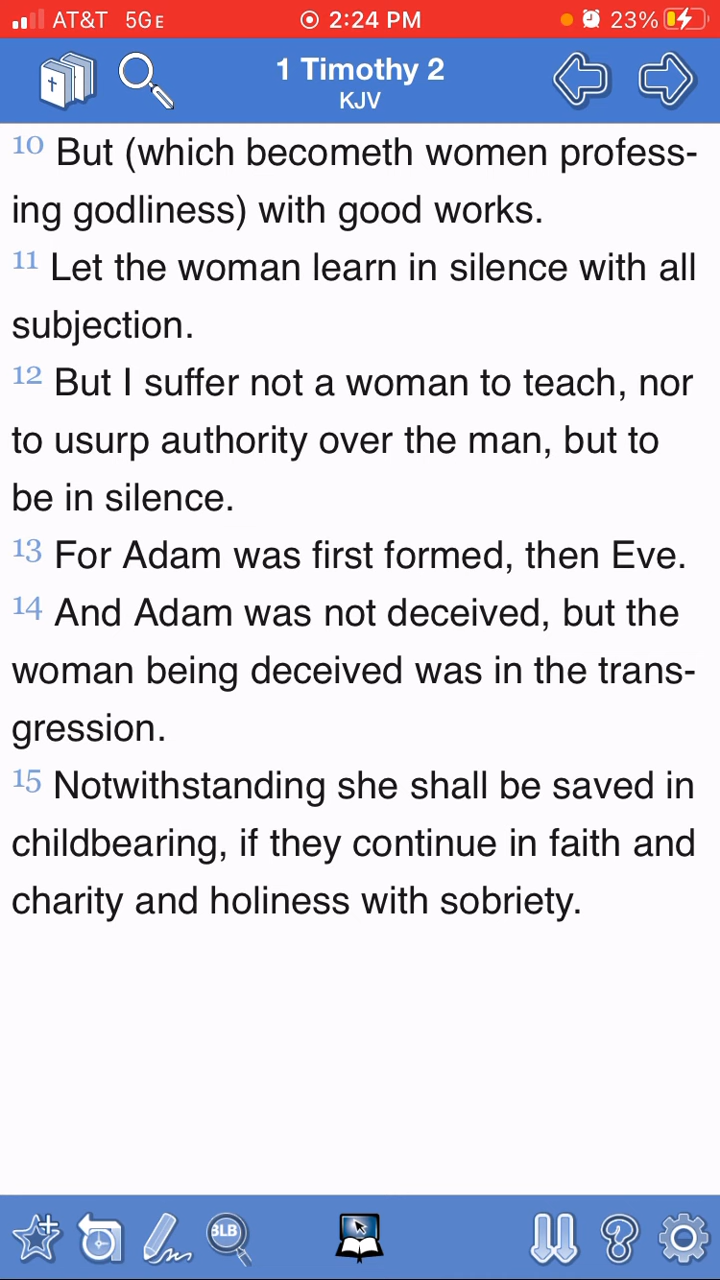 AT&T 5GE 2:24 PM 23%
1 Timothy 2
KJV
10 But (which becometh women profess-
ing godliness) with good works.
11 Let the woman learn in silence with all
subjection.
12 But I suffer not a woman to teach, nor
to usurp authority over the man, but to
be in silence.
13 For Adam was first formed, then Eve.
14 And Adam was not deceived, but the
woman being deceived was in the trans-
gression.
15 Notwithstanding she shall be saved in
childbearing, if they continue in faith and
charity and holiness with sobriety.
BLB